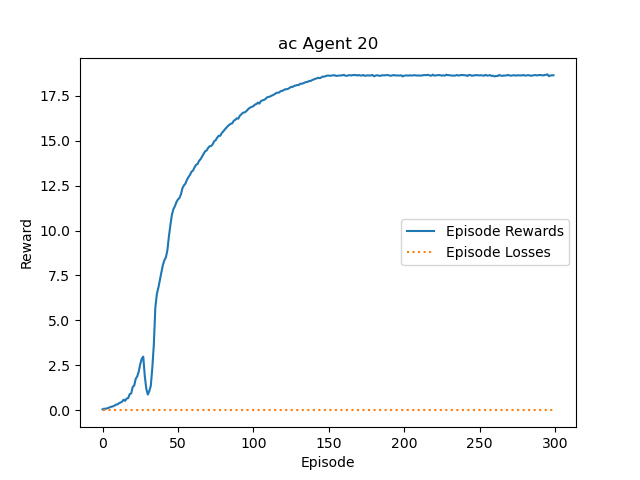 ac Agent 20
Reward
17.5
15.0
12.5
10.0
7.5
5.0
2.5
0.0
Episode Rewards
Episode Losses
0 50 100 150 200 250 300
Episode